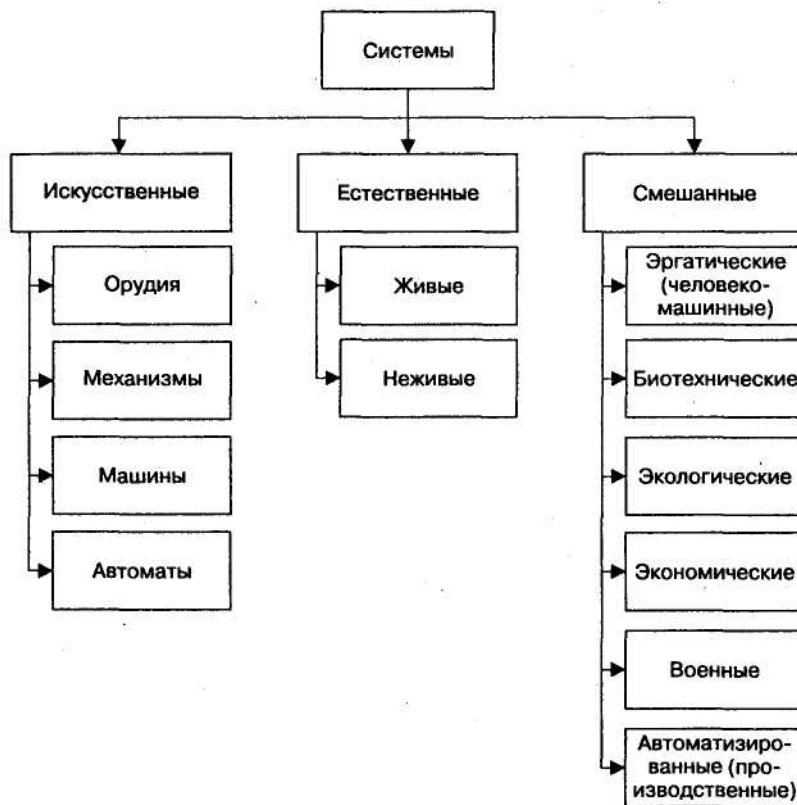 Системы
Искусственные
Естественные
Смешанные
Орудия
Механизмы
Машины
Автоматы
Живые
Неживые
Эргатические
(человеко-
машинные)
Биотехнические
Экологические
Экономические
Военные
Автоматизиро-
ванные (про-
изводственные)